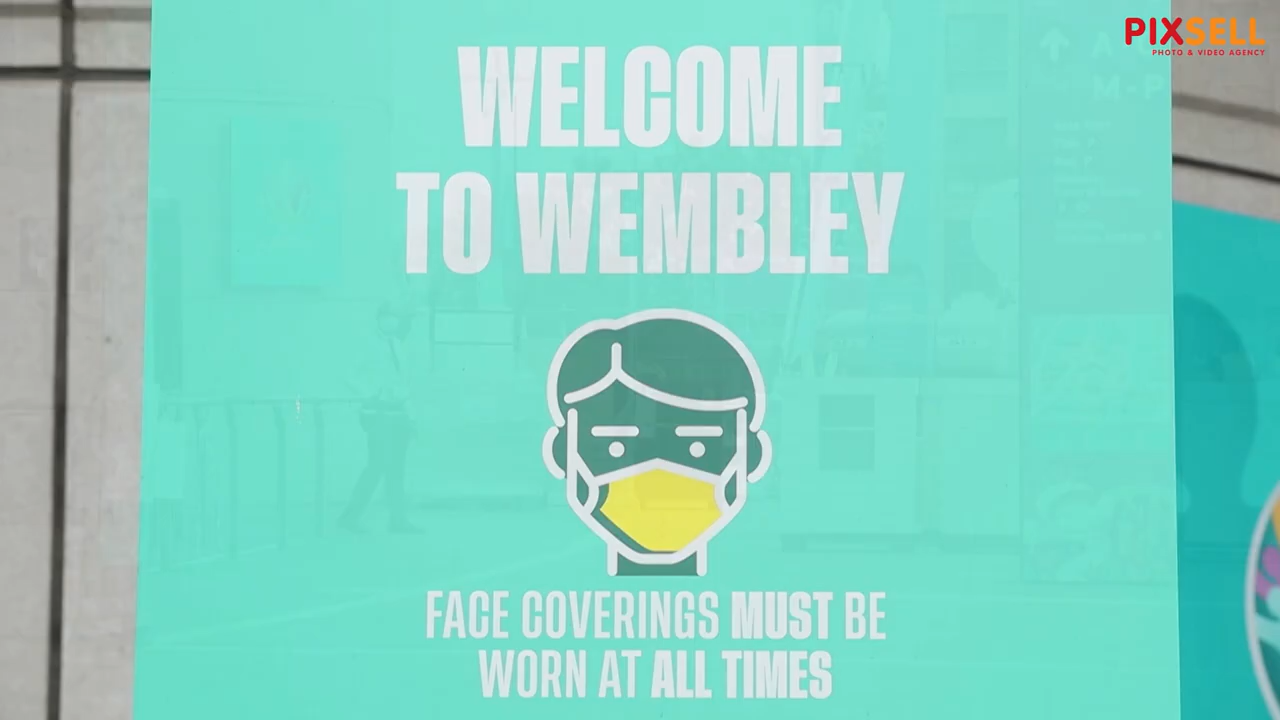 PIXSELL
PHOTO & VIDEO AGENCY
WELCOME
TO WEMBLEY
FACE COVERINGS MUST BE
WORN AT ALL TIMES
M-P